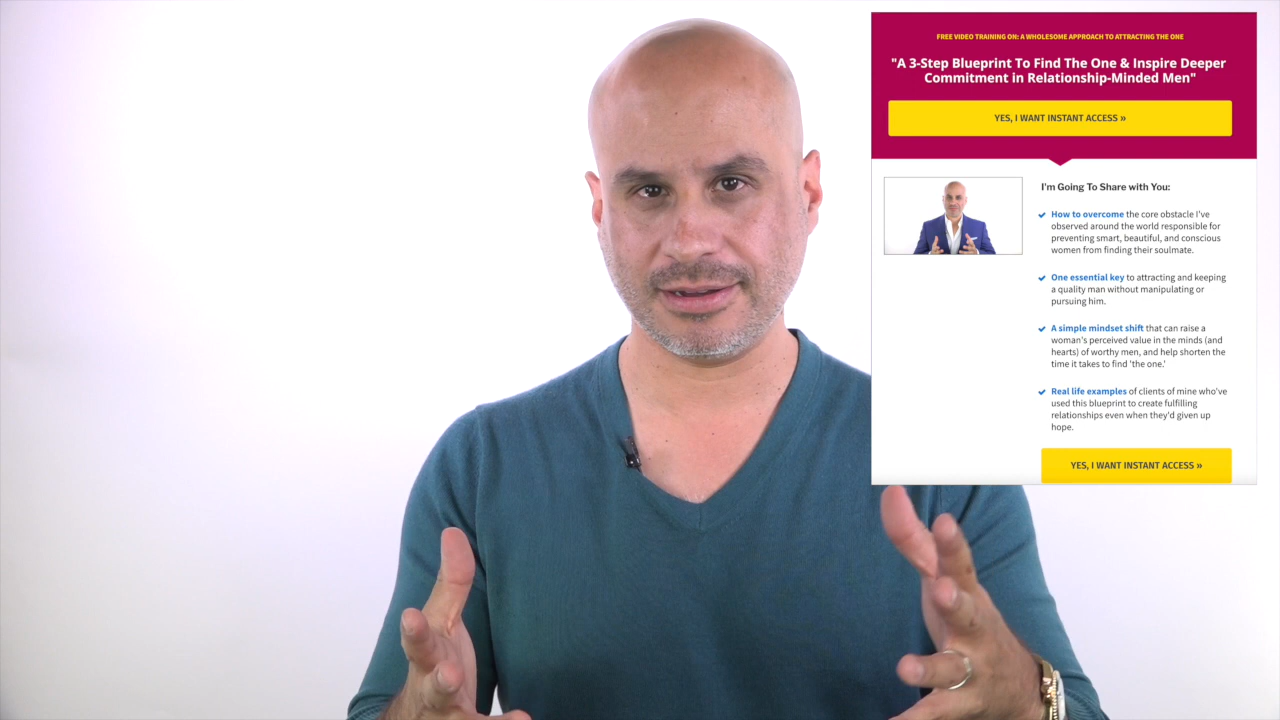 FREE VIDEO TRAINING ON: A WHOLESOME APPROACH TO ATTRACTING THE ONE
"A 3-Step Blueprint To Find The One & Inspire Deeper
Commitment in Relationship-Minded Men"
YES, I WANT INSTANT ACCESS »
I'm Going To Share with You:
How to overcome the core obstacle I've
observed around the world responsible for
preventing smart, beautiful, and conscious
women from finding their soulmate.
One essential key to attracting and keeping
a quality man without manipulating or
pursuing him.
A simple mindset shift that can raise a
woman's perceived value in the minds (and
hearts) of worthy men, and help shorten the
time it takes to find 'the one.'
Real life examples of clients of mine who've
used this blueprint to create fulfilling
relationships even when they'd given up
hope.
YES, I WANT INSTANT ACCESS »